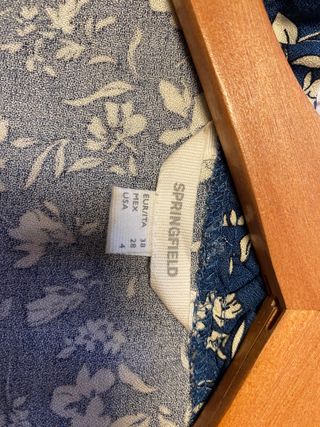 SPRINGFIELD
EUR/ITA 38
MEX 28
USA 4